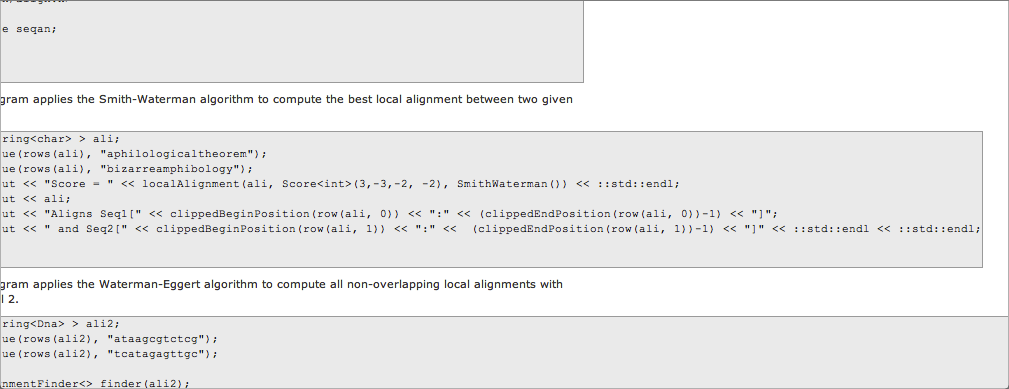 e seqan;
gram applies the Smith-Waterman algorithm to compute the best local alignment between two given
ring<char> > ali;
ue(rows(ali), "aphilologicaltheorem");
ue(rows(ali), "bizarreamphibology");
ut << "Score = " << localAlignment(ali, Score<int>(3,-3,-2, -2), SmithWaterman()) << ::std::endl;
ut << ali;
ut << "Aligns Seq1[" << clippedBeginPosition(row(ali, 0)) << ":" << (clippedEndPosition(row(ali, 0))-1) << "]";
ut << " and Seq2[" << clippedBeginPosition(row(ali, 1)) << ":" <<  (clippedEndPosition(row(ali, 1))-1) << "]" << ::std::endl << ::std::endl;
gram applies the Waterman-Eggert algorithm to compute all non-overlapping local alignments with
l 2.
ring<Dna> > ali2;
ue(rows(ali2), "ataagcgtctcg");
ue(rows(ali2), "tcatagagttgc");
nmentFinder<> finder(ali2);